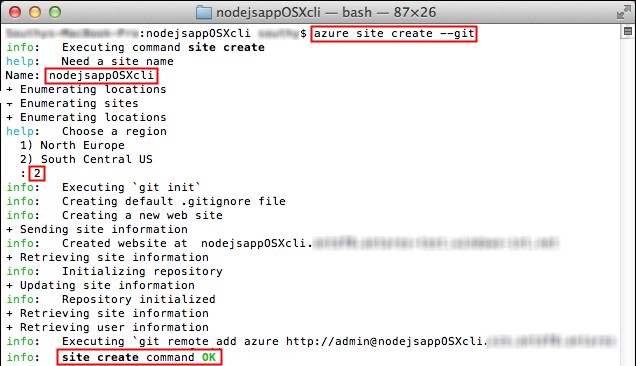 nodejsappOSXcli — bash — 87×26
:nodejsappOSXcli $ azure site create --git
info: Executing command site create
help: Need a site name
Name: nodejsappOSXcli
+ Enumerating locations
+ Enumerating sites
+ Enumerating locations
help: Choose a region
1) North Europe
2) South Central US
: 2
info: Executing `git init`
info: Creating default .gitignore file
info: Creating a new web site
+ Sending site information
info: Created website at nodejsappOSXcli.
+ Retrieving site information
info: Initializing repository
+ Updating site information
info: Repository initialized
+ Retrieving site information
+ Retrieving user information
info: Executing `git remote add azure http://admin@nodejsappOSXcli.
info: site create command OK